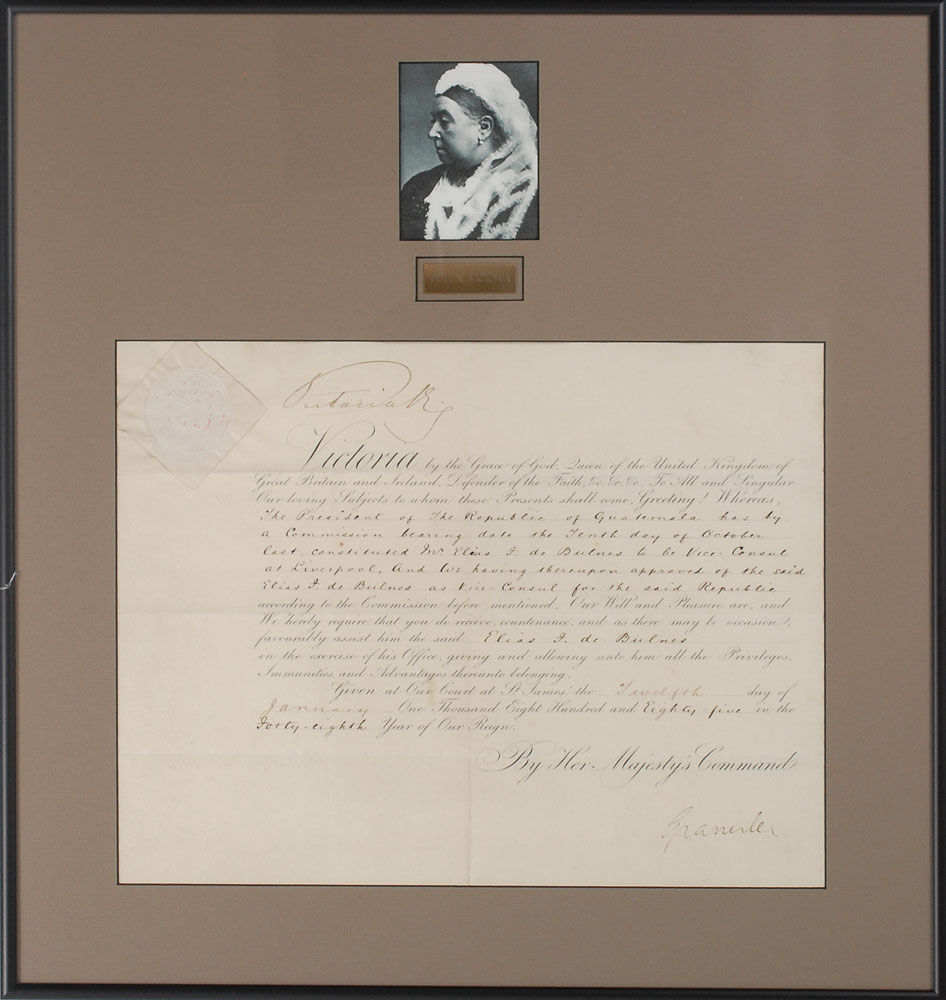 Victoria R
Victoria by the Grace of God, Queen of the United Kingdom of
Great Britain and Ireland, Defender of the Faith, &c. &c. &c. To All and Singular
Our loving Subjects to whom these Presents shall come, Greeting! Whereas,
The President of The Republic of Guatemala has by
a Commission bearing date the Tenth day of October
last, constituted Mr. Elias F. de Bulnes to be Vice-Consul
at Liverpool, And We having thereupon approved of the said
Elias F. de Bulnes as Vice-Consul for the said Republic
according to the Commission before mentioned, Our Will and Pleasure are, and
We hereby require that you do receive, countenance, and as there may be occasion,
favourably assist him the said Elias F. de Bulnes
in the exercise of his Office, giving and allowing unto him all the Privileges,
Immunities, and Advantages thereunto belonging.
Given at Our Court at St. James', the Twelfth day of
January One Thousand Eight Hundred and Eighty-five in the
Forty-eighth Year of Our Reign.
By Her Majesty's Command
Granville